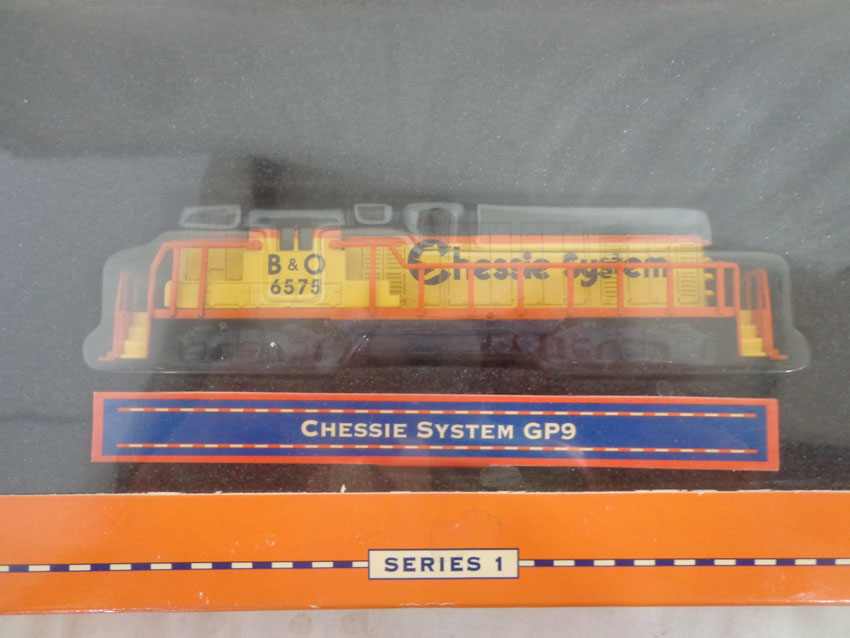 B & O
6575
Chessie System
CHESSIE SYSTEM GP9
SERIES 1